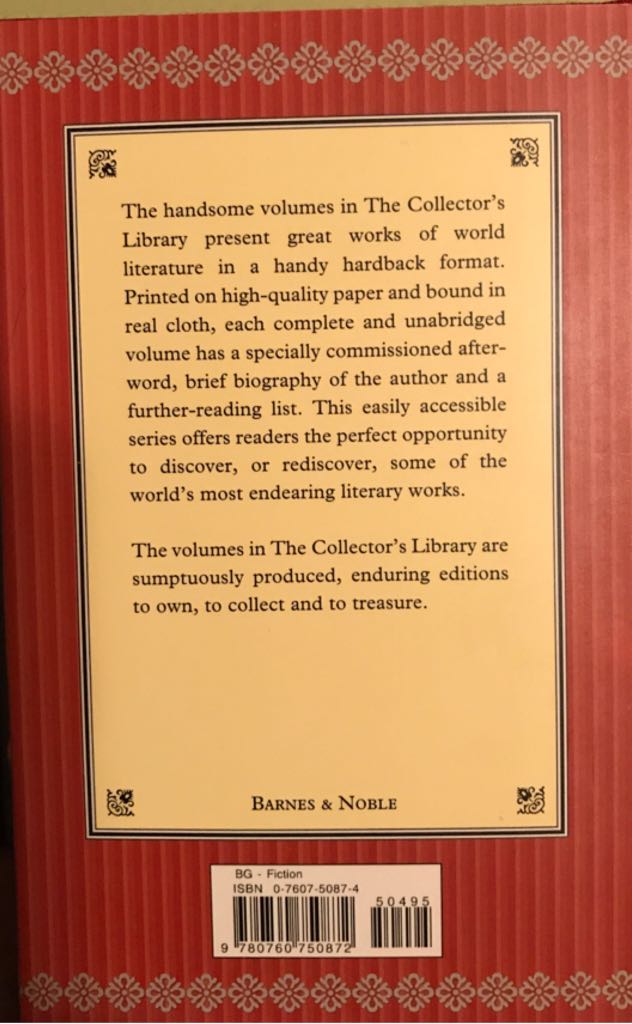 The handsome volumes in The Collector's
Library present great works of world
literature in a handy hardback format.
Printed on high-quality paper and bound in
real cloth, each complete and unabridged
volume has a specially commissioned after-
word, brief biography of the author and a
further-reading list. This easily accessible
series offers readers the perfect opportunity
to discover, or rediscover, some of the
world's most endearing literary works.
The volumes in The Collector's Library are
sumptuously produced, enduring editions
to own, to collect and to treasure.
BARNES & NOBLE
BG - Fiction
ISBN 0-7607-5087-4
50495
9 780760 750872